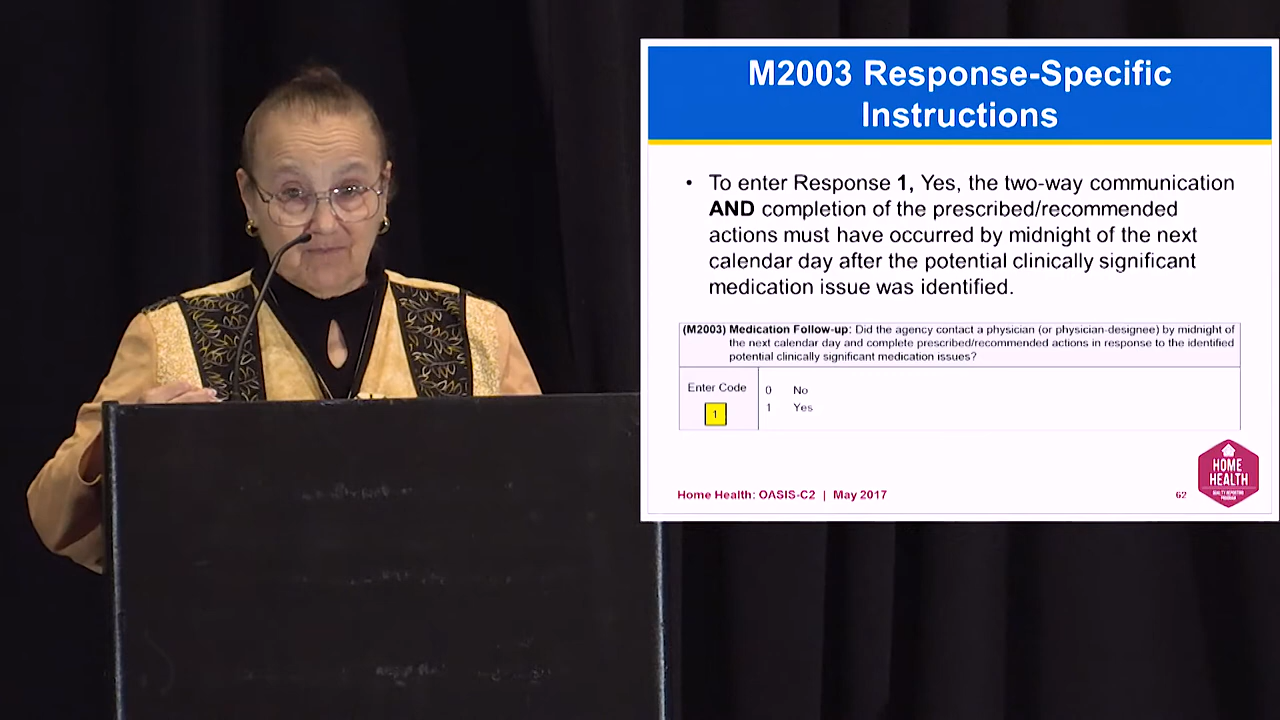 M2003 Response-Specific
Instructions
• To enter Response 1, Yes, the two-way communication
AND completion of the prescribed/recommended
actions must have occurred by midnight of the next
calendar day after the potential clinically significant
medication issue was identified.
(M2003) Medication Follow-up: Did the agency contact a physician (or physician-designee) by midnight of
the next calendar day and complete prescribed/recommended actions in response to the identified
potential clinically significant medication issues?
Enter Code
1
0 No
1 Yes
HOME
HEALTH
QUALITY REPORTING
PROGRAM
Home Health: OASIS-C2 | May 2017
62